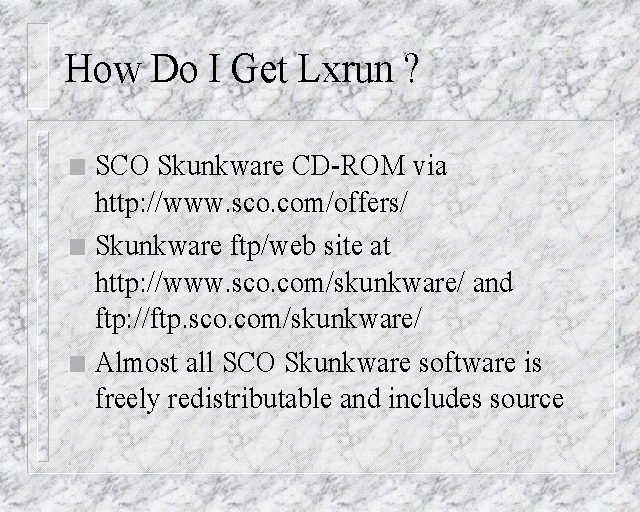 How Do I Get Lxrun ?
SCO Skunkware CD-ROM via
http://www.sco.com/offers/
Skunkware ftp/web site at
http://www.sco.com/skunkware/ and
ftp://ftp.sco.com/skunkware/
Almost all SCO Skunkware software is
freely redistributable and includes source